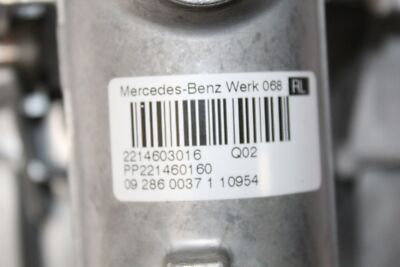 Mercedes-Benz Werk 068 RL
2214603016 Q02
PP221460160
09 286 0037 1 10954